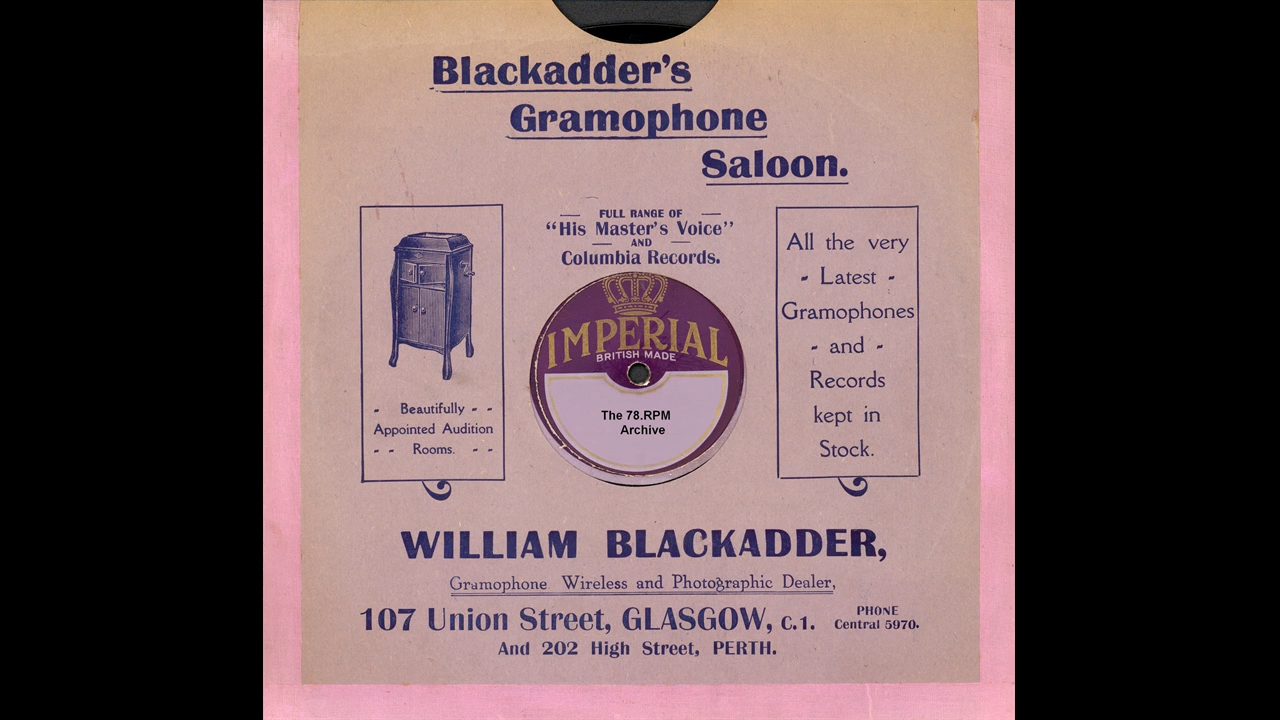 Blackadder's
Gramophone
Saloon.
FULL RANGE OF
"His Master's Voice"
AND
Columbia Records.
IMPERIAL
BRITISH MADE
The 78.RPM
Archive
- Beautifully - -
Appointed Audition
- - Rooms. - -
All the very
- Latest -
Gramophones
- and -
Records
kept in
Stock.
WILLIAM BLACKADDER,
Gramophone Wireless and Photographic Dealer,
107 Union Street, GLASGOW, C.1.
PHONE
Central 5970.
And 202 High Street, PERTH.